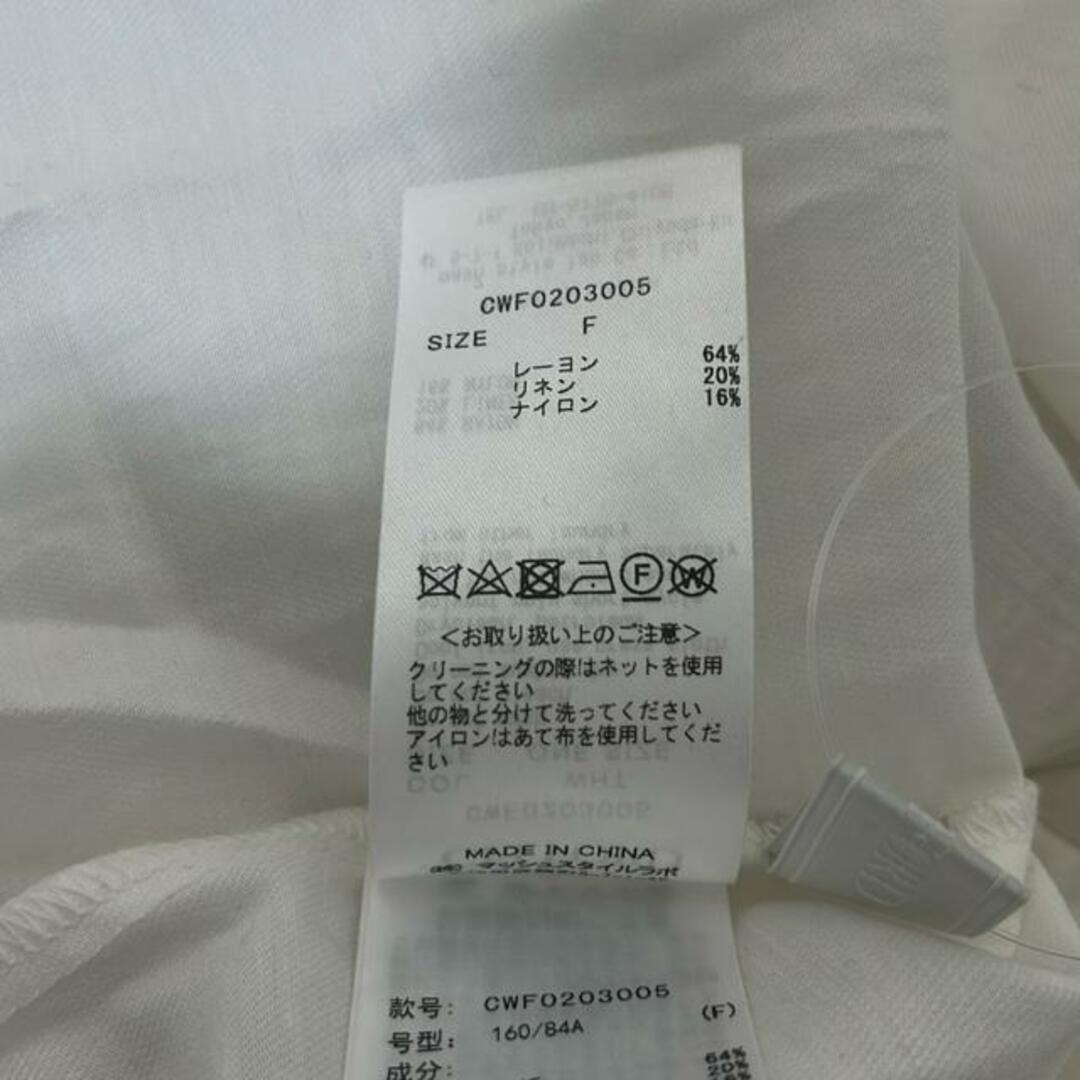 CWF0203005
SIZE F
レーヨン 64%
リネン 20%
ナイロン 16%
F W
<お取り扱い上のご注意>
クリーニングの際はネットを使用
してください
他の物と分けて洗ってください
アイロンはあて布を使用してくだ
さい
MADE IN CHINA
㈱マッシュスタイルラボ
款号: CWF0203005
号型: 160/84A (F)
成分: 64%
20%
16%